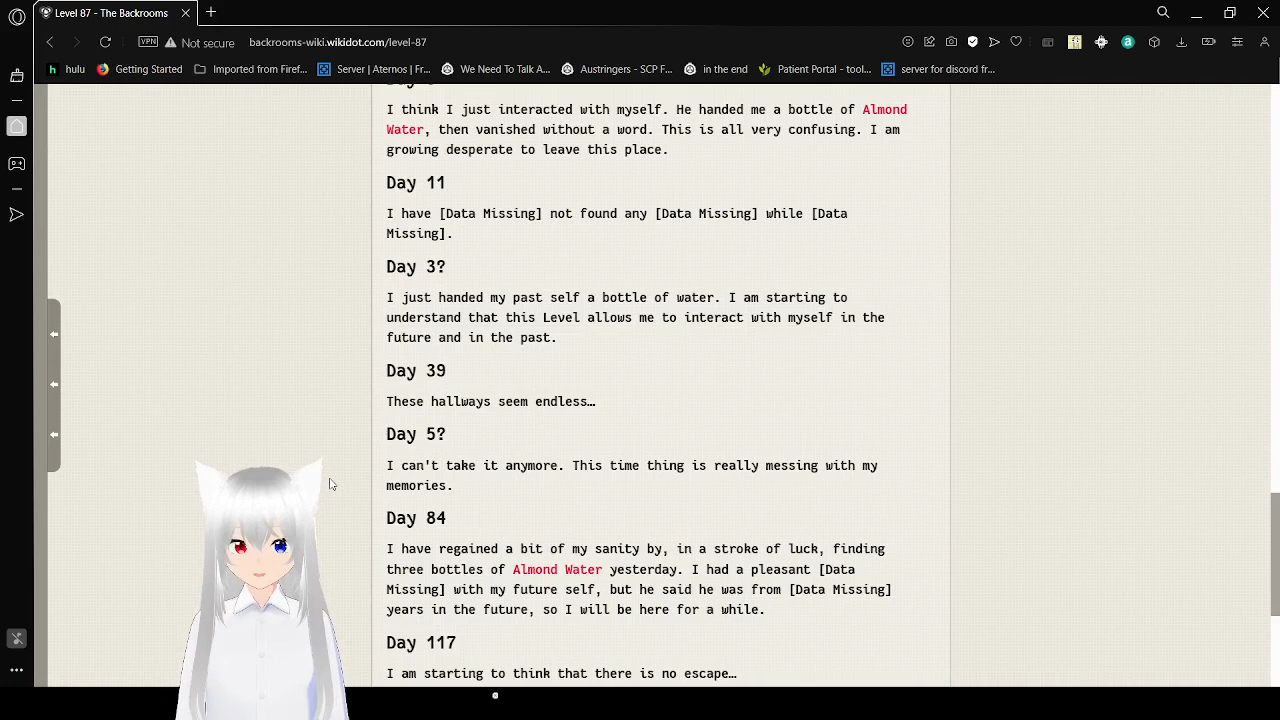 Level 87 - The Backrooms
VPN
Not secure
backrooms-wiki.wikidot.com/level-87
hulu
Getting Started
Imported from Firef...
Server | Aternos | Fr...
We Need To Talk A...
Austringers - SCP F...
in the end
Patient Portal - tool...
server for discord fr...
I think I just interacted with myself. He handed me a bottle of Almond
Water, then vanished without a word. This is all very confusing. I am
growing desperate to leave this place.
Day 11
I have [Data Missing] not found any [Data Missing] while [Data
Missing].
Day 3?
I just handed my past self a bottle of water. I am starting to
understand that this Level allows me to interact with myself in the
future and in the past.
Day 39
These hallways seem endless…
Day 5?
I can't take it anymore. This time thing is really messing with my
memories.
Day 84
I have regained a bit of my sanity by, in a stroke of luck, finding
three bottles of Almond Water yesterday. I had a pleasant [Data
Missing] with my future self, but he said he was from [Data Missing]
years in the future, so I will be here for a while.
Day 117
I am starting to think that there is no escape…